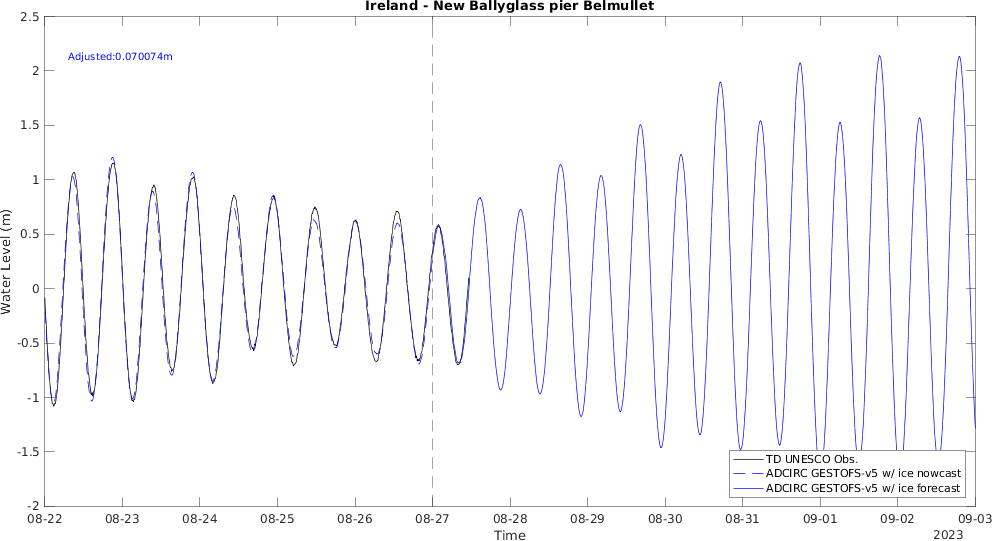 Ireland - New Ballyglass pier Belmullet
Adjusted:0.070074m
2.5
2
1.5
1
0.5
0
-0.5
-1
-1.5
-2
Water Level (m)
TD UNESCO Obs.
ADCIRC GESTOFS-v5 w/ ice nowcast
ADCIRC GESTOFS-v5 w/ ice forecast
08-22 08-23 08-24 08-25 08-26 08-27 08-28 08-29 08-30 08-31 09-01 09-02 09-03
Time
2023